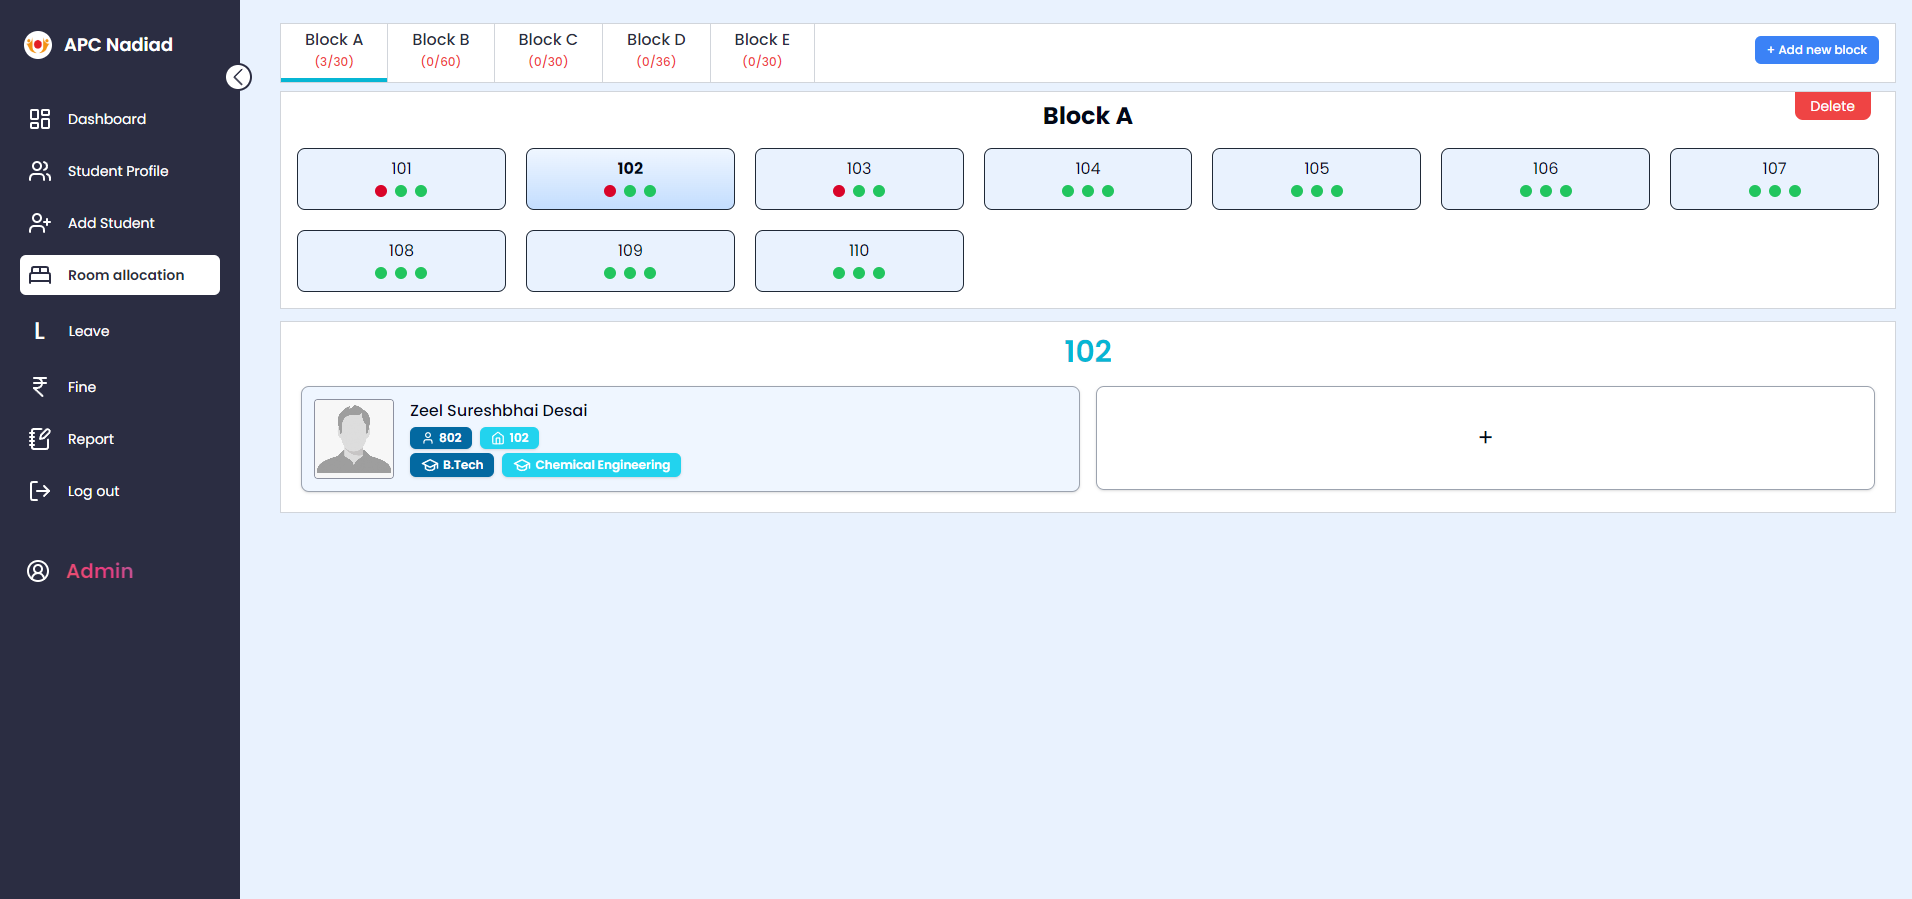 APC Nadiad
Dashboard
Student Profile
Add Student
Room allocation
L Leave
₹ Fine
Report
Log out
Admin
Block A
(3/30)
Block B
(0/60)
Block C
(0/30)
Block D
(0/36)
Block E
(0/30)
+ Add new block
Block A
Delete
101
102
103
104
105
106
107
108
109
110
102
Zeel Sureshbhai Desai
802
102
B.Tech
Chemical Engineering
+